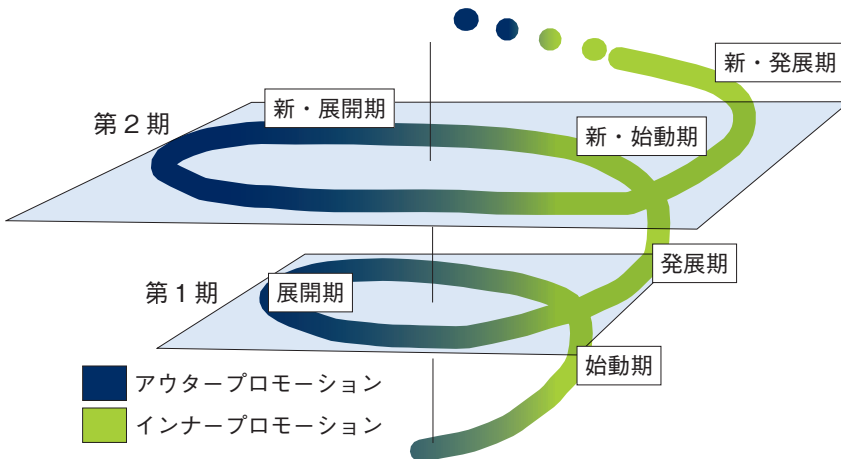 新・発展期
新・展開期
第2期
新・始動期
発展期
第1期
展開期
始動期
アウタープロモーション
インナープロモーション